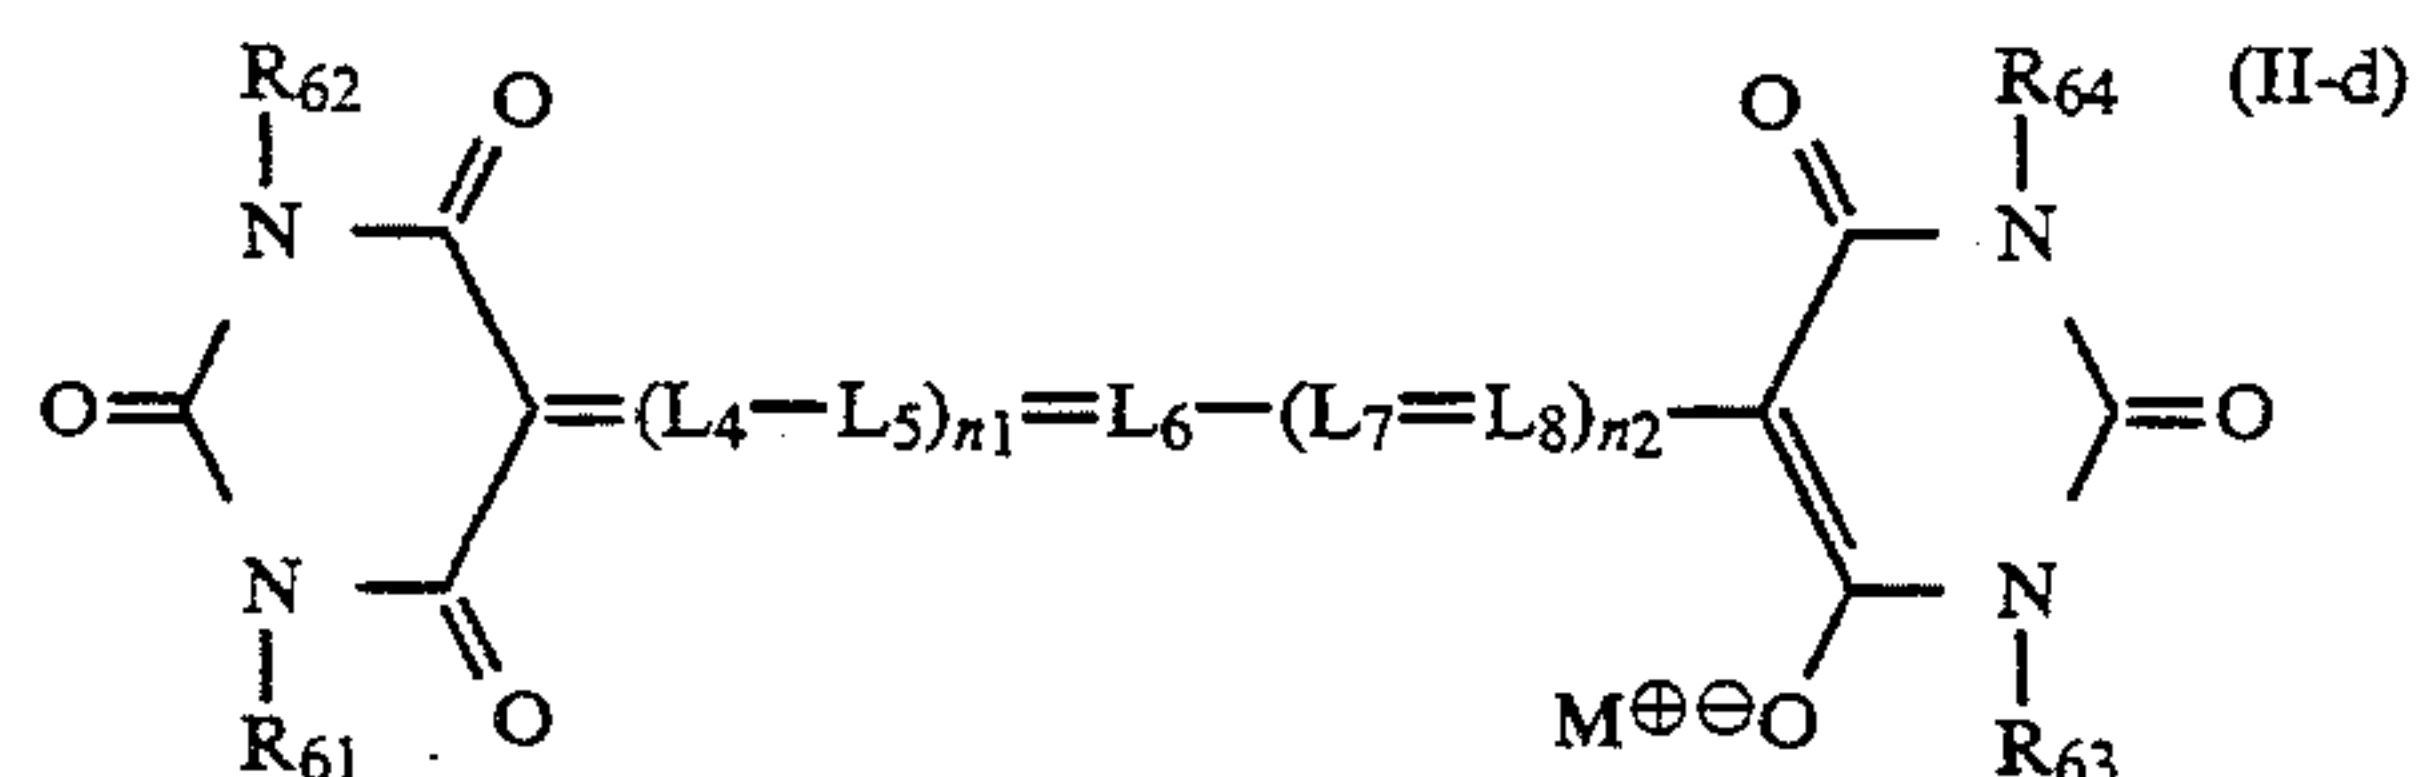 R62 O O R64 (II-d)
N N
O=(L4—L5)n1=L6—(L7=L8)n2— =O
N N
M⊕⊖O
R61 O R63